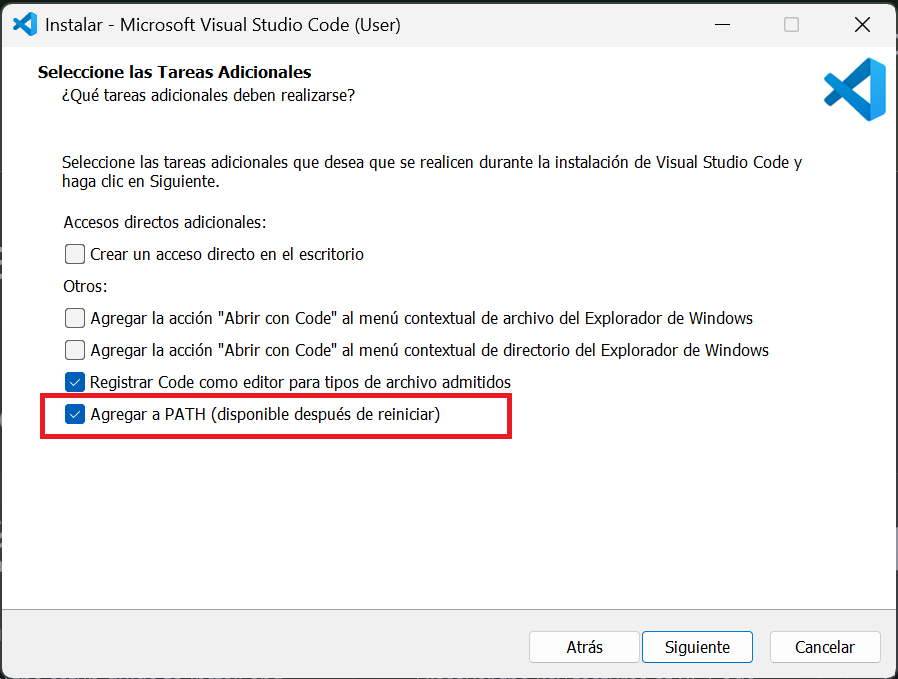 Instalar - Microsoft Visual Studio Code (User)
Seleccione las Tareas Adicionales
¿Qué tareas adicionales deben realizarse?
Seleccione las tareas adicionales que desea que se realicen durante la instalación de Visual Studio Code y
haga clic en Siguiente.
Accesos directos adicionales:
Crear un acceso directo en el escritorio
Otros:
Agregar la acción "Abrir con Code" al menú contextual de archivo del Explorador de Windows
Agregar la acción "Abrir con Code" al menú contextual de directorio del Explorador de Windows
Registrar Code como editor para tipos de archivo admitidos
Agregar a PATH (disponible después de reiniciar)
Atrás Siguiente Cancelar